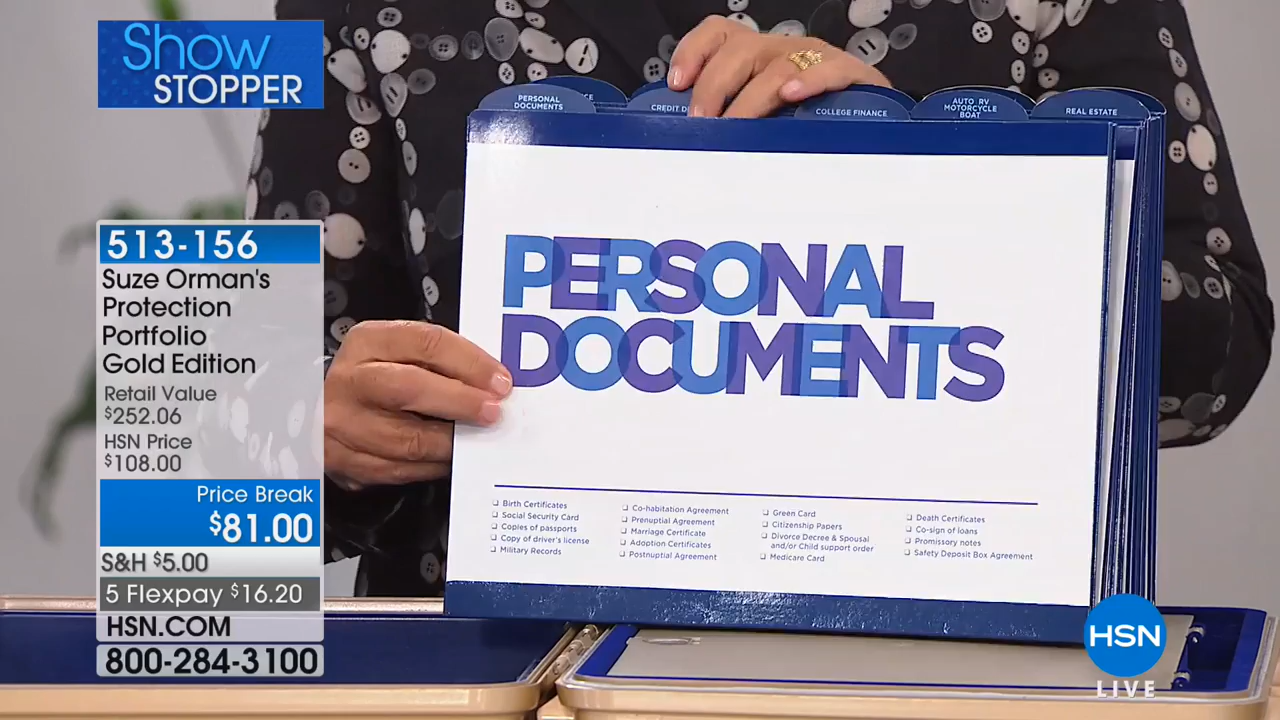 Show
STOPPER
513-156
Suze Orman's
Protection
Portfolio
Gold Edition
Retail Value
$252.06
HSN Price
$108.00
Price Break
$81.00
S&H $5.00
5 Flexpay $16.20
HSN.COM
800-284-3100
PERSONAL
DOCUMENTS
CREDIT
COLLEGE FINANCE
AUTO RV
MOTORCYCLE
BOAT
REAL ESTATE
PERSONAL
DOCUMENTS
❑ Birth Certificates
❑ Social Security Card
❑ Copies of passports
❑ Copy of driver's license
❑ Military Records
❑ Co-habitation Agreement
❑ Prenuptial Agreement
❑ Marriage Certificate
❑ Adoption Certificates
❑ Postnuptial Agreement
❑ Green Card
❑ Citizenship Papers
❑ Divorce Decree & Spousal
and/or Child support order
❑ Medicare Card
❑ Death Certificates
❑ Co-sign of loans
❑ Promissory notes
❑ Safety Deposit Box Agreement
HSN
LIVE